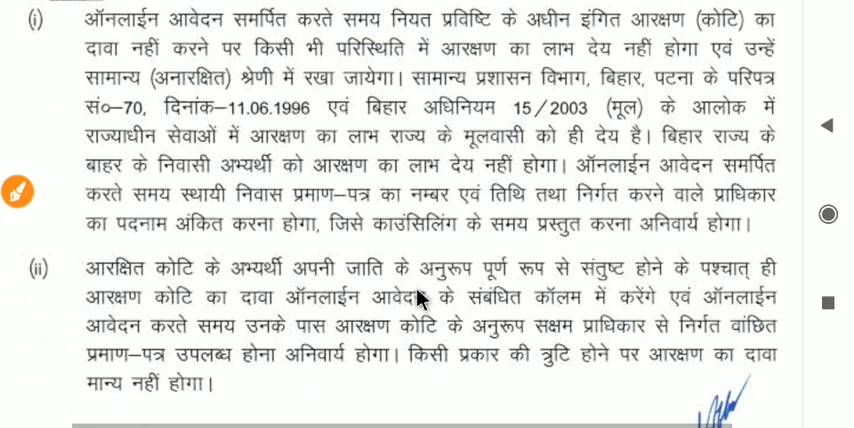 (i) ऑनलाईन आवेदन समर्पित करते समय नियत प्रविष्टि के अधीन इंगित आरक्षण (कोटि) का
दावा नहीं करने पर किसी भी परिस्थिति में आरक्षण का लाभ देय नहीं होगा एवं उन्हें
सामान्य (अनारक्षित) श्रेणी में रखा जायेगा। सामान्य प्रशासन विभाग, बिहार, पटना के परिपत्र
सं०–70, दिनांक–11.06.1996 एवं बिहार अधिनियम 15/2003 (मूल) के आलोक में
राज्याधीन सेवाओं में आरक्षण का लाभ राज्य के मूलवासी को ही देय है। बिहार राज्य के
बाहर के निवासी अभ्यर्थी को आरक्षण का लाभ देय नहीं होगा। ऑनलाईन आवेदन समर्पित
करते समय स्थायी निवास प्रमाण–पत्र का नम्बर एवं तिथि तथा निर्गत करने वाले प्राधिकार
का पदनाम अंकित करना होगा, जिसे काउंसिलिंग के समय प्रस्तुत करना अनिवार्य होगा।
(ii) आरक्षित कोटि के अभ्यर्थी अपनी जाति के अनुरूप पूर्ण रूप से संतुष्ट होने के पश्चात् ही
आरक्षण कोटि का दावा ऑनलाईन आवेदन के संबंधित कॉलम में करेंगे एवं ऑनलाईन
आवेदन करते समय उनके पास आरक्षण कोटि के अनुरूप सक्षम प्राधिकार से निर्गत वांछित
प्रमाण–पत्र उपलब्ध होना अनिवार्य होगा। किसी प्रकार की त्रुटि होने पर आरक्षण का दावा
मान्य नहीं होगा।